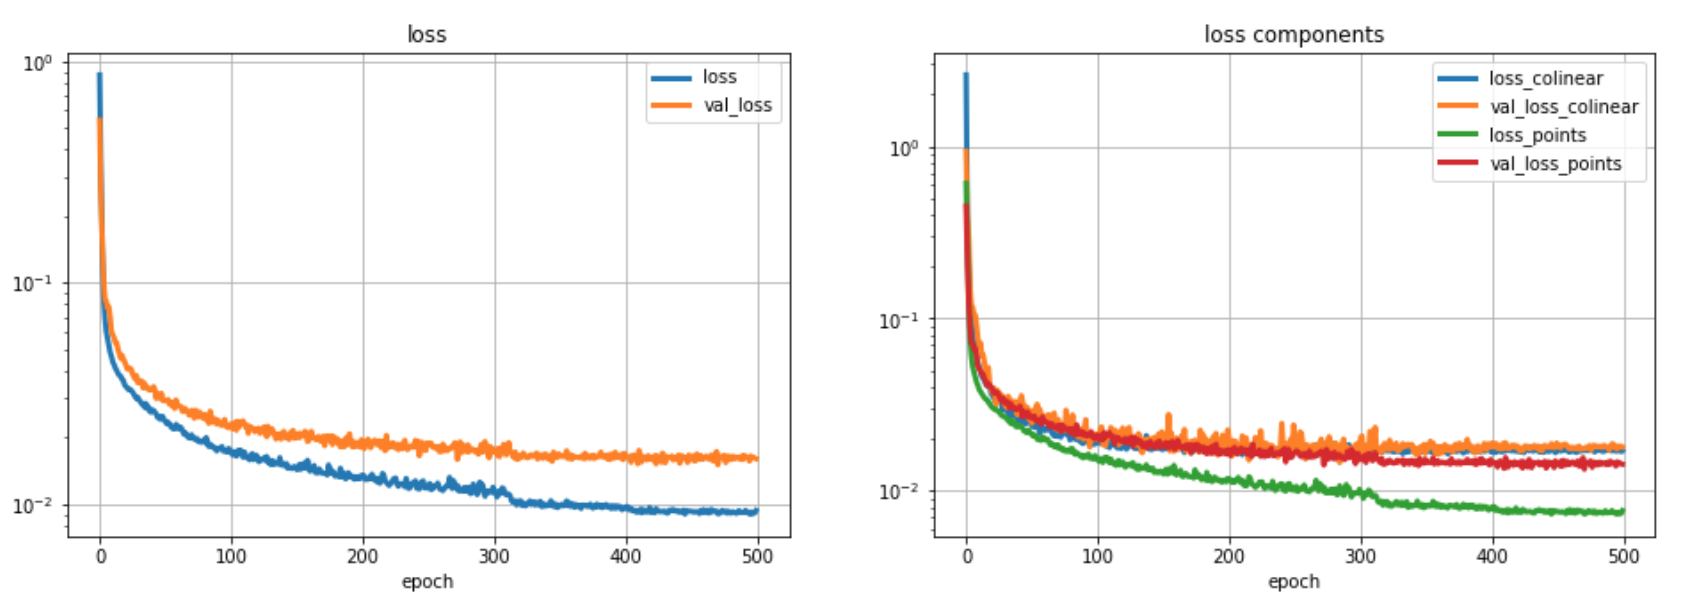 loss
loss
val_loss
10⁰
10⁻¹
10⁻²
0 100 200 300 400 500
epoch
loss components
loss_colinear
val_loss_colinear
loss_points
val_loss_points
10⁰
10⁻¹
10⁻²
0 100 200 300 400 500
epoch